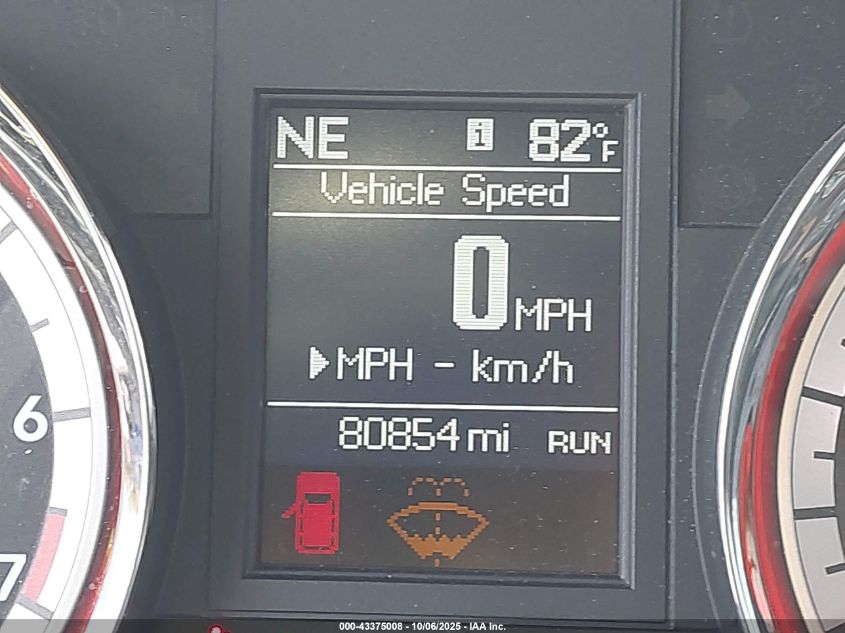 NE i 82°F
Vehicle Speed
0 MPH
MPH - km/h
80854 mi RUN
6
7
000-43375008 - 10/06/2025 - IAA Inc.